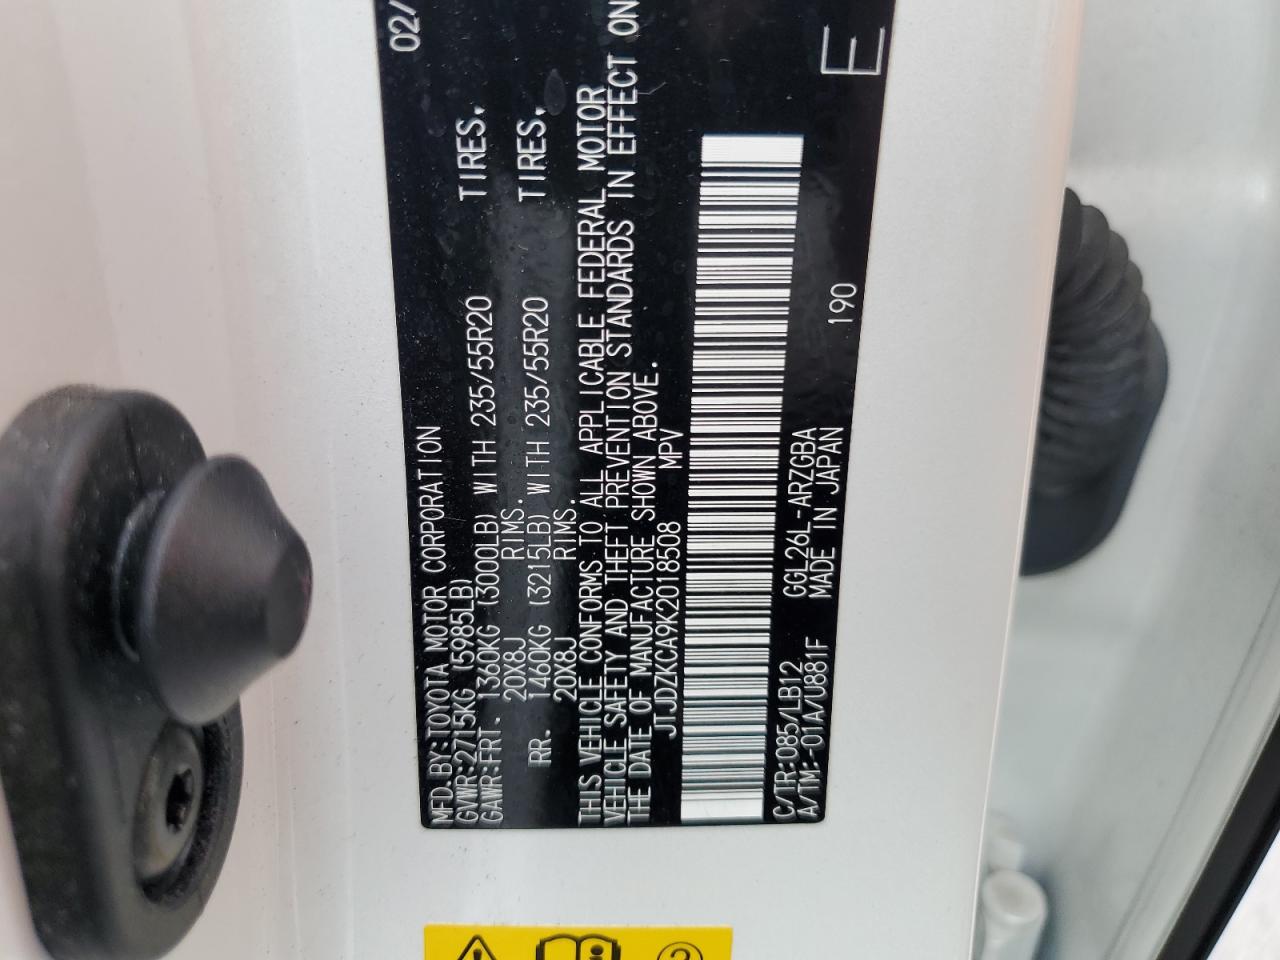 02/
MFD.BY:TOYOTA MOTOR CORPORATION
GVWR:2715KG (5985LB)
GAWR:FRT. 1360KG (3000LB) WITH 235/55R20 TIRES,
20X8J RIMS.
RR. 1460KG (3215LB) WITH 235/55R20 TIRES,
20X8J RIMS.
THIS VEHICLE CONFORMS TO ALL APPLICABLE FEDERAL MOTOR
VEHICLE SAFETY AND THEFT PREVENTION STANDARDS IN EFFECT ON
THE DATE OF MANUFACTURE SHOWN ABOVE.
JTJDZKCA9K2018508 MPV
C/TR:085/LB12 GGL26L-ARZGBA
A/TM:-01A/U881F MADE IN JAPAN 190
E